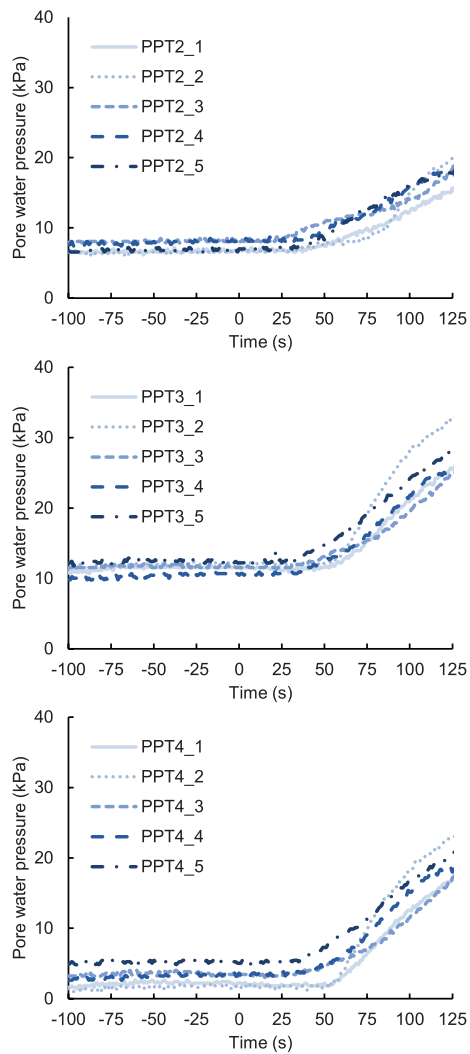 40
30
20
10
0
Pore water pressure (kPa)
PPT2_1
PPT2_2
PPT2_3
PPT2_4
PPT2_5
-100 -75 -50 -25 0 25 50 75 100 125
Time (s)
40
30
20
10
0
Pore water pressure (kPa)
PPT3_1
PPT3_2
PPT3_3
PPT3_4
PPT3_5
-100 -75 -50 -25 0 25 50 75 100 125
Time (s)
40
30
20
10
0
Pore water pressure (kPa)
PPT4_1
PPT4_2
PPT4_3
PPT4_4
PPT4_5
-100 -75 -50 -25 0 25 50 75 100 125
Time (s)